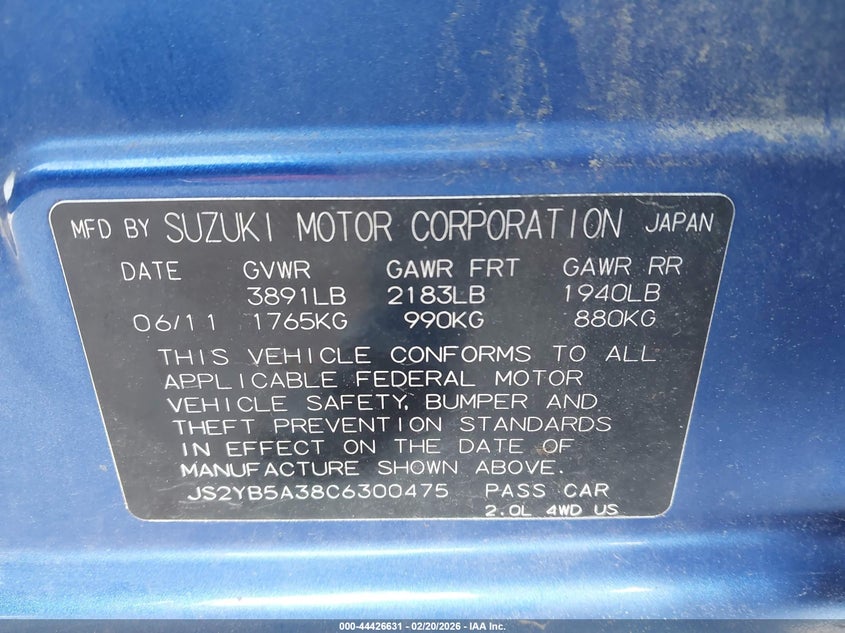 MFD BY SUZUKI MOTOR CORPORATION JAPAN
DATE GVWR GAWR FRT GAWR RR
3891LB 2183LB 1940LB
06/11 1765KG 990KG 880KG
THIS VEHICLE CONFORMS TO ALL
APPLICABLE FEDERAL MOTOR
VEHICLE SAFETY, BUMPER AND
THEFT PREVENTION STANDARDS
IN EFFECT ON THE DATE OF
MANUFACTURE SHOWN ABOVE.
JS2YB5A38C6300475 PASS CAR
2.0L 4WD US
000-44426631 - 02/20/2026 - IAA Inc.